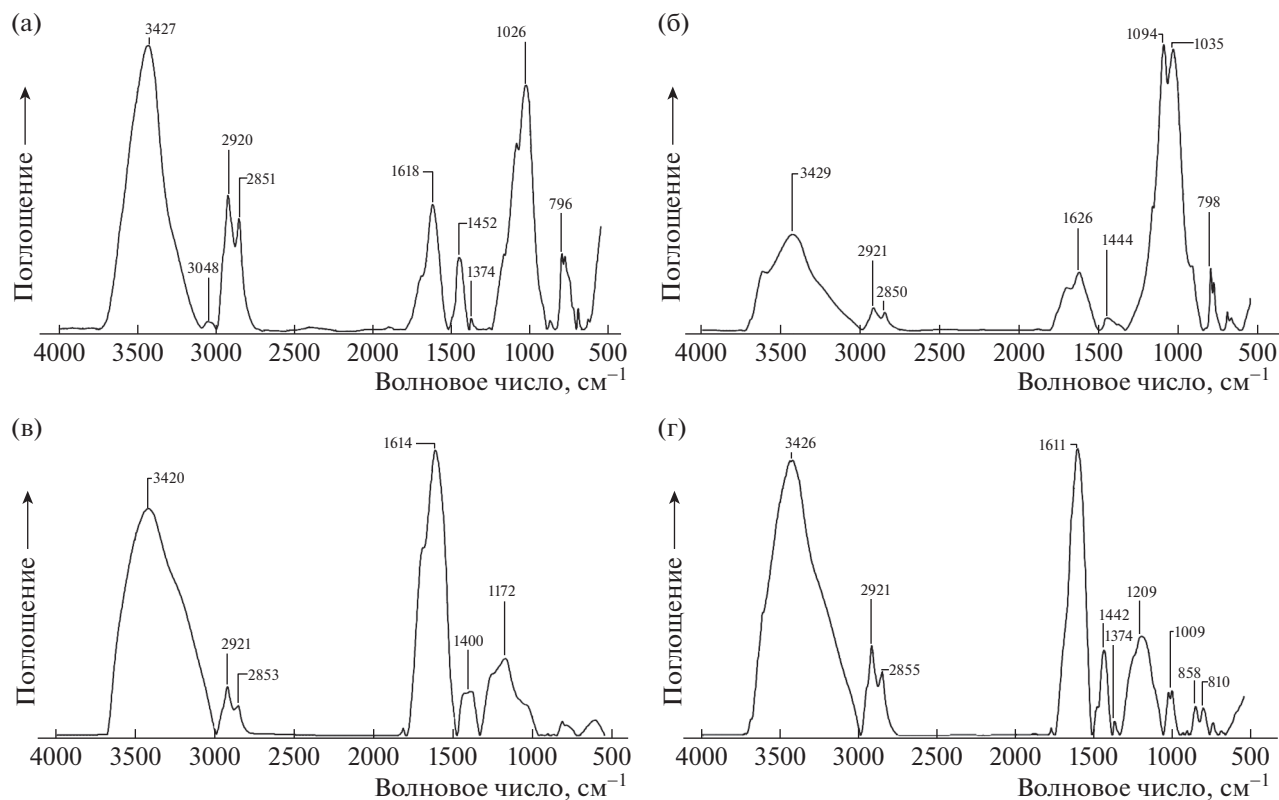 (а)
3427
2920
2851
3048
1618
1452
1374
1026
796
Поглощение
4000 3500 3000 2500 2000 1500 1000 500
Волновое число, см–1
(б)
3429
2921
2850
1626
1444
1094
1035
798
Поглощение
4000 3500 3000 2500 2000 1500 1000 500
Волновое число, см–1
(в)
3420
2921
2853
1614
1400
1172
Поглощение
4000 3500 3000 2500 2000 1500 1000 500
Волновое число, см–1
(г)
3426
2921
2855
1611
1442
1374
1209
1009
858
810
Поглощение
4000 3500 3000 2500 2000 1500 1000 500
Волновое число, см–1